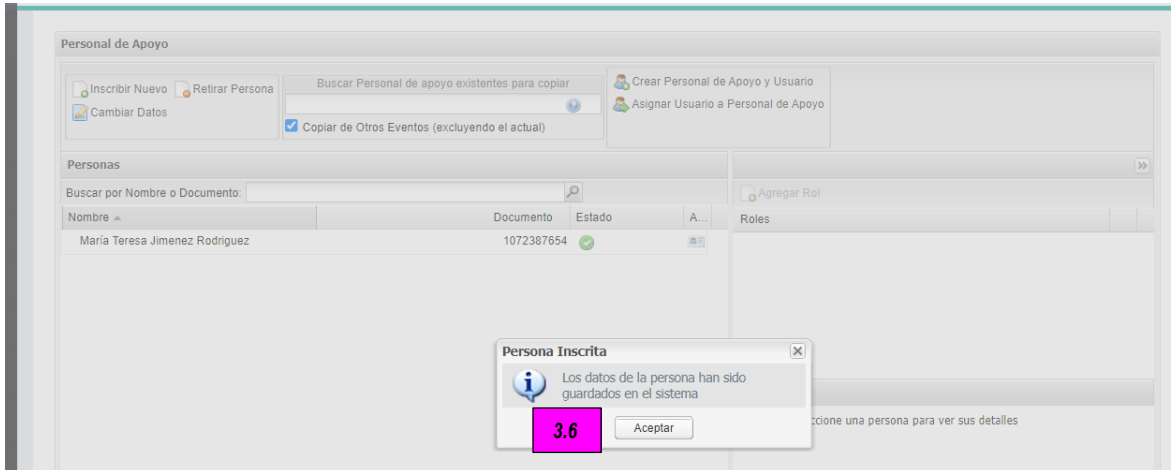 Personal de Apoyo
Inscribir Nuevo Retirar Persona
Cambiar Datos
Buscar Personal de apoyo existentes para copiar
Copiar de Otros Eventos (excluyendo el actual)
Crear Personal de Apoyo y Usuario
Asignar Usuario a Personal de Apoyo
Personas
Buscar por Nombre o Documento:
Nombre Documento Estado A...
María Teresa Jimenez Rodriguez 1072387654
Agregar Rol
Roles
Persona Inscrita
Los datos de la persona han sido
guardados en el sistema
3.6 Aceptar
una persona para ver sus detalles